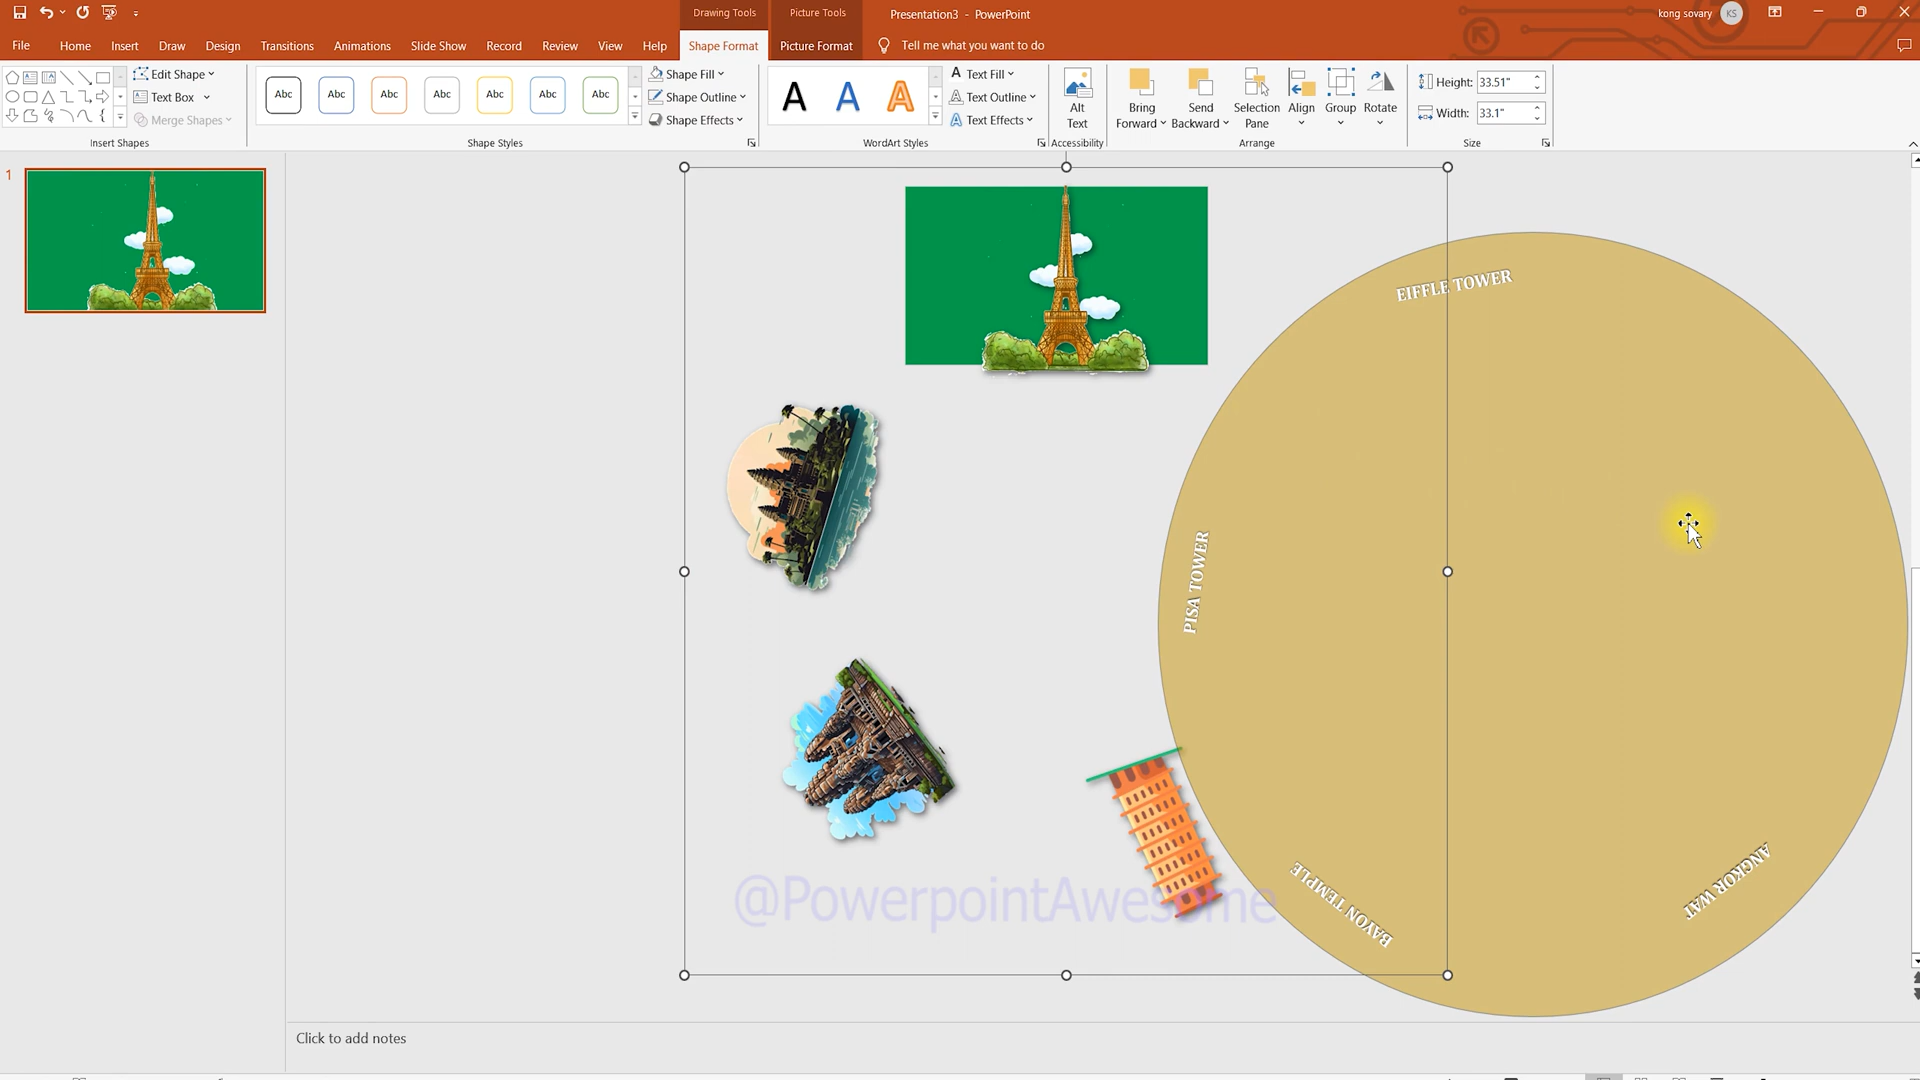 Drawing Tools
Picture Tools
Presentation3 - PowerPoint
kong sovary
KS
File
Home
Insert
Draw
Design
Transitions
Animations
Slide Show
Record
Review
View
Help
Shape Format
Picture Format
Tell me what you want to do
Edit Shape
Text Box
Merge Shapes
Insert Shapes
Abc
Abc
Abc
Abc
Abc
Abc
Abc
Shape Fill
Shape Outline
Shape Effects
Shape Styles
A
A
A
A Text Fill
A Text Outline
A Text Effects
WordArt Styles
Alt
Text
Accessibility
Bring
Forward
Send
Backward
Selection
Pane
Align
Group
Rotate
Arrange
Height: 33.51"
Width: 33.1"
Size
1
EIFFLE TOWER
PISA TOWER
BAYON TEMPLE
ANGKOR WAT
@PowerpointAwesome
Click to add notes